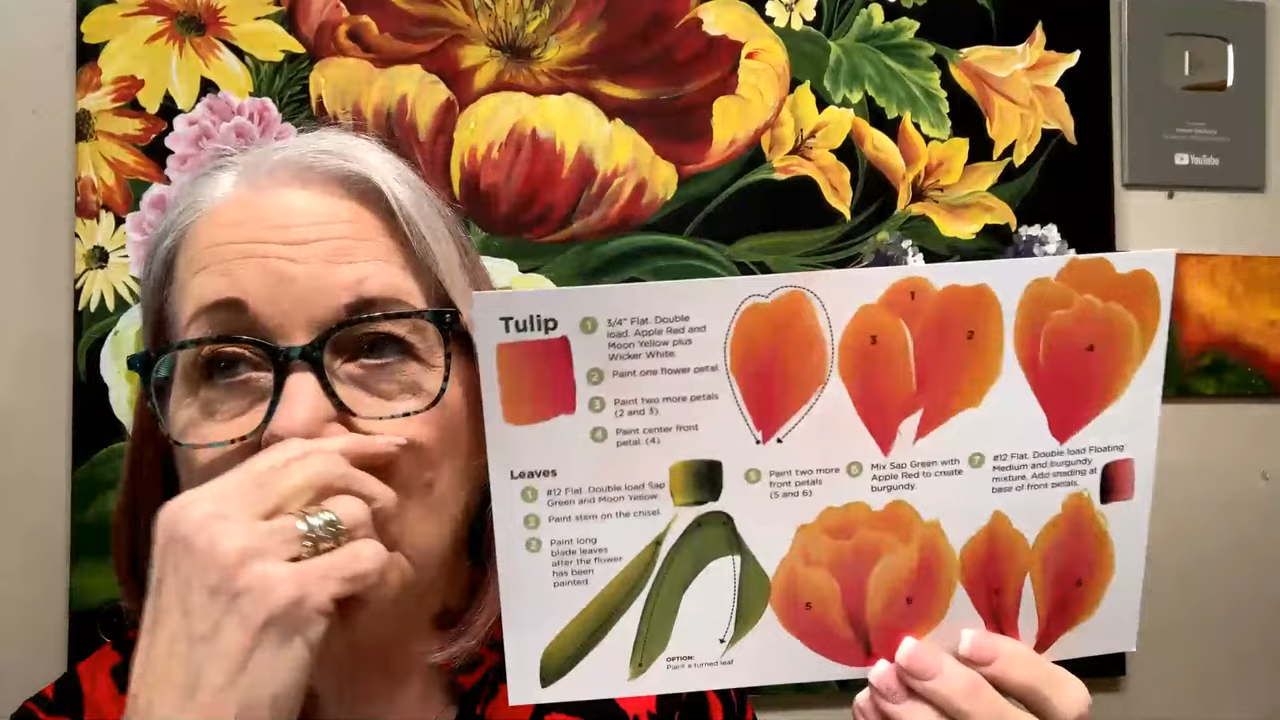 YouTube
Tulip
1 3/4" Flat. Double
load. Apple Red and
Moon Yellow plus
Wicker White.
2 Paint one flower petal.
3 Paint two more petals
(2 and 3).
4 Paint center front
petal. (4)
1
2
3
4
Leaves
1 #12 Flat. Double load Sap
Green and Moon Yellow.
2 Paint stem on the chisel.
2 Paint long
blade leaves
after the flower
has been
painted.
OPTION:
Paint a turned leaf
5 Paint two more
front petals
(5 and 6).
6 Mix Sap Green with
Apple Red to create
burgundy.
7 #12 Flat. Double load Floating
Medium and burgundy
mixture. Add shading at
base of front petals.
5
6
6